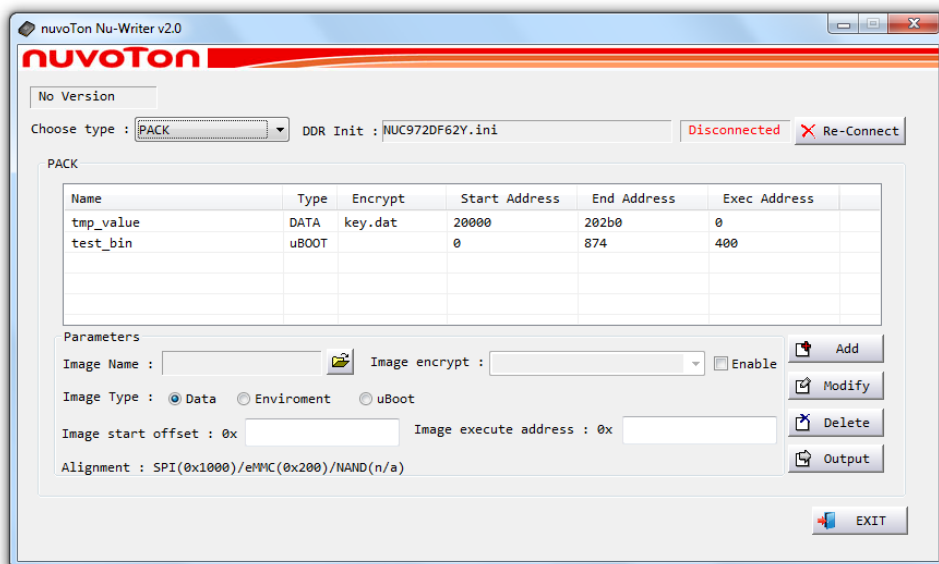 nuvoTon Nu-Writer v2.0
nuvoTon
No Version
Choose type : PACK DDR Init : NUC972DF62Y.ini Disconnected Re-Connect
PACK
Name Type Encrypt Start Address End Address Exec Address
tmp_value DATA key.dat 20000 202b0 0
test_bin uBOOT 0 874 400
Parameters
Image Name : Image encrypt : Enable Add
Image Type : Data Enviroment uBoot Modify
Image start offset : 0x Image execute address : 0x Delete
Alignment : SPI(0x1000)/eMMC(0x200)/NAND(n/a) Output
EXIT